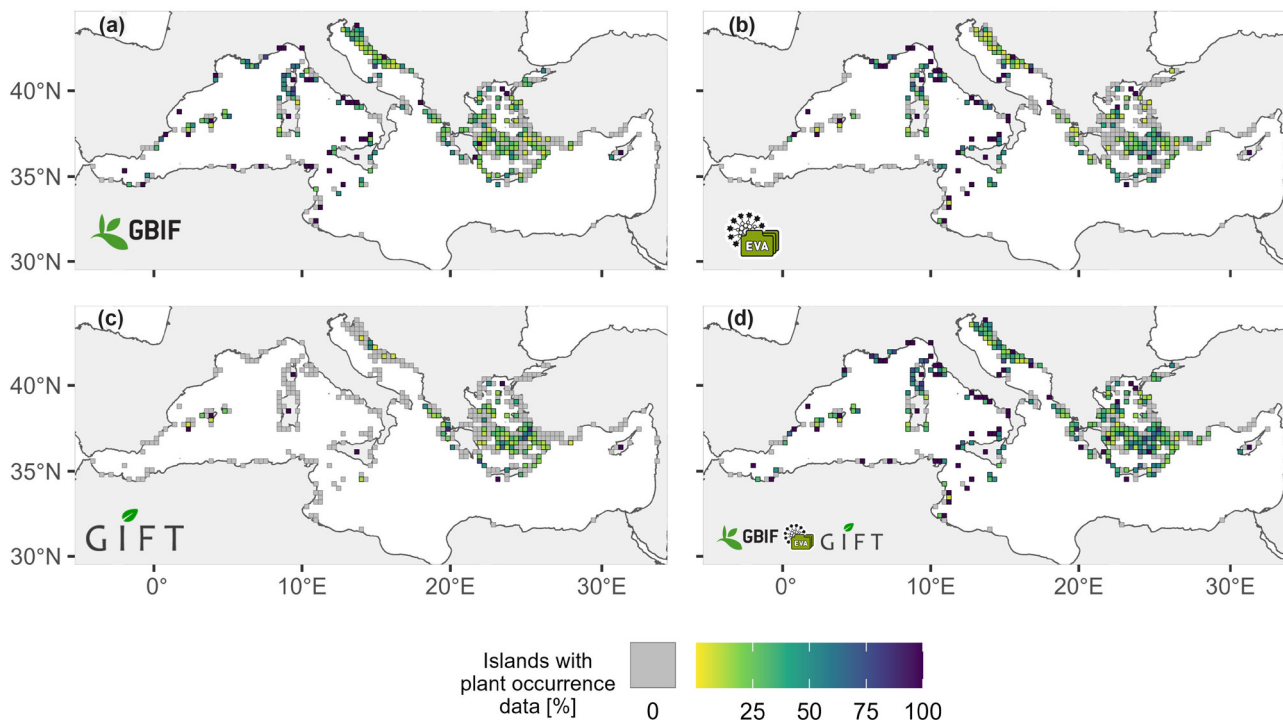 (a)
(b)
40°N
35°N
30°N
GBIF
EVA
(c)
(d)
40°N
35°N
30°N
GIFT
GBIF EVA GIFT
0° 10°E 20°E 30°E
0° 10°E 20°E 30°E
Islands with
plant occurrence
data [%]
0
25 50 75 100